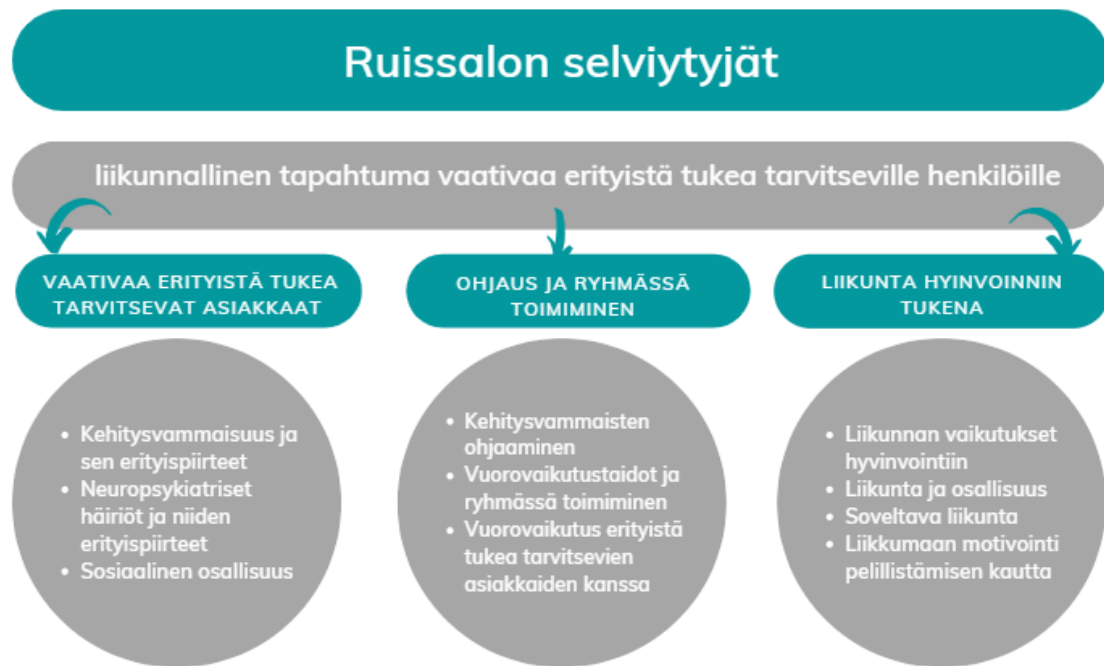 Ruissalon selviytyjät
liikunnallinen tapahtuma vaativaa erityistä tukea tarvitseville henkilöille
VAATIVAA ERITYISTÄ TUKEA
TARVITSEVAT ASIAKKAAT
OHJAUS JA RYHMÄSSÄ
TOIMIMINEN
LIIKUNTA HYINVOINNIN
TUKENA
• Kehitysvammaisuus ja
sen erityispiirteet
• Neuropsykiatriset
häiriöt ja niiden
erityispiirteet
• Sosiaalinen osallisuus
• Kehitysvammaisten
ohjaaminen
• Vuorovaikutustaidot ja
ryhmässä toimiminen
• Vuorovaikutus erityistä
tukea tarvitsevien
asiakkaiden kanssa
• Liikunnan vaikutukset
hyvinvointiin
• Liikunta ja osallisuus
• Soveltava liikunta
• Liikkumaan motivointi
pelillistämisen kautta